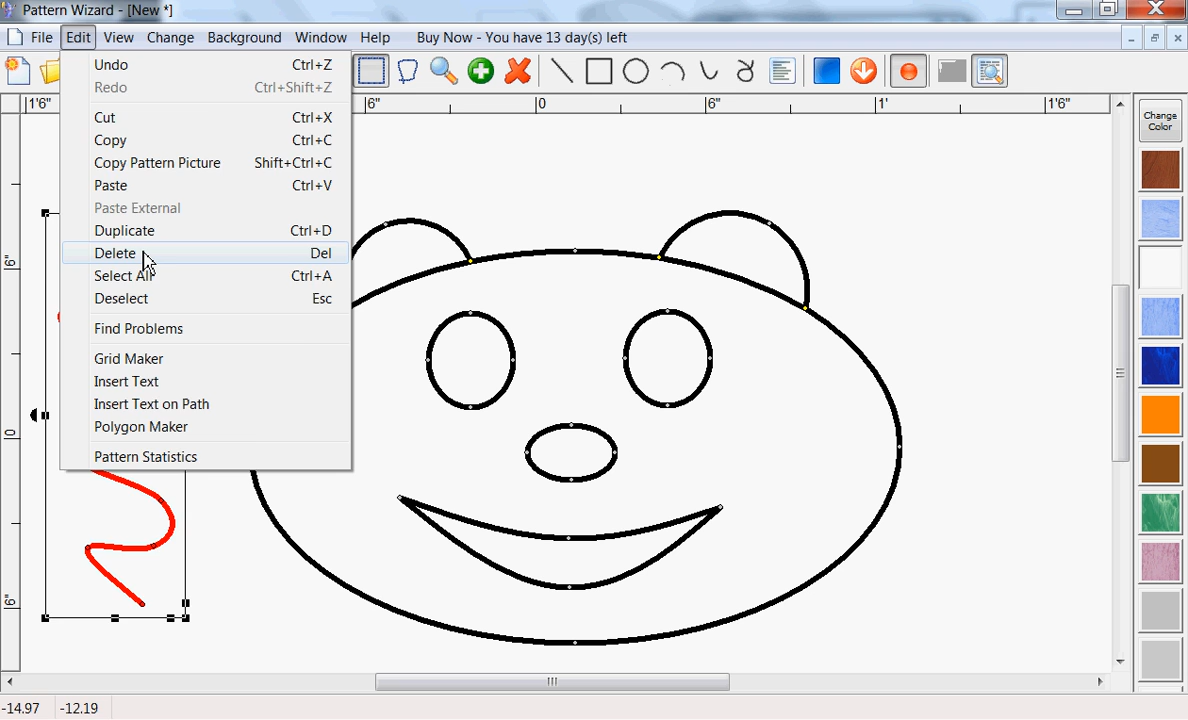 Pattern Wizard - [New *]
File Edit View Change Background Window Help Buy Now - You have 13 day(s) left
Undo Ctrl+Z
Redo Ctrl+Shift+Z
Cut Ctrl+X
Copy Ctrl+C
Copy Pattern Picture Shift+Ctrl+C
Paste Ctrl+V
Paste External
Duplicate Ctrl+D
Delete Del
Select All Ctrl+A
Deselect Esc
Find Problems
Grid Maker
Insert Text
Insert Text on Path
Polygon Maker
Pattern Statistics
1'6" 6" 0 6" 1' 1'6"
6"
0
6"
Change
Color
-14.97 -12.19